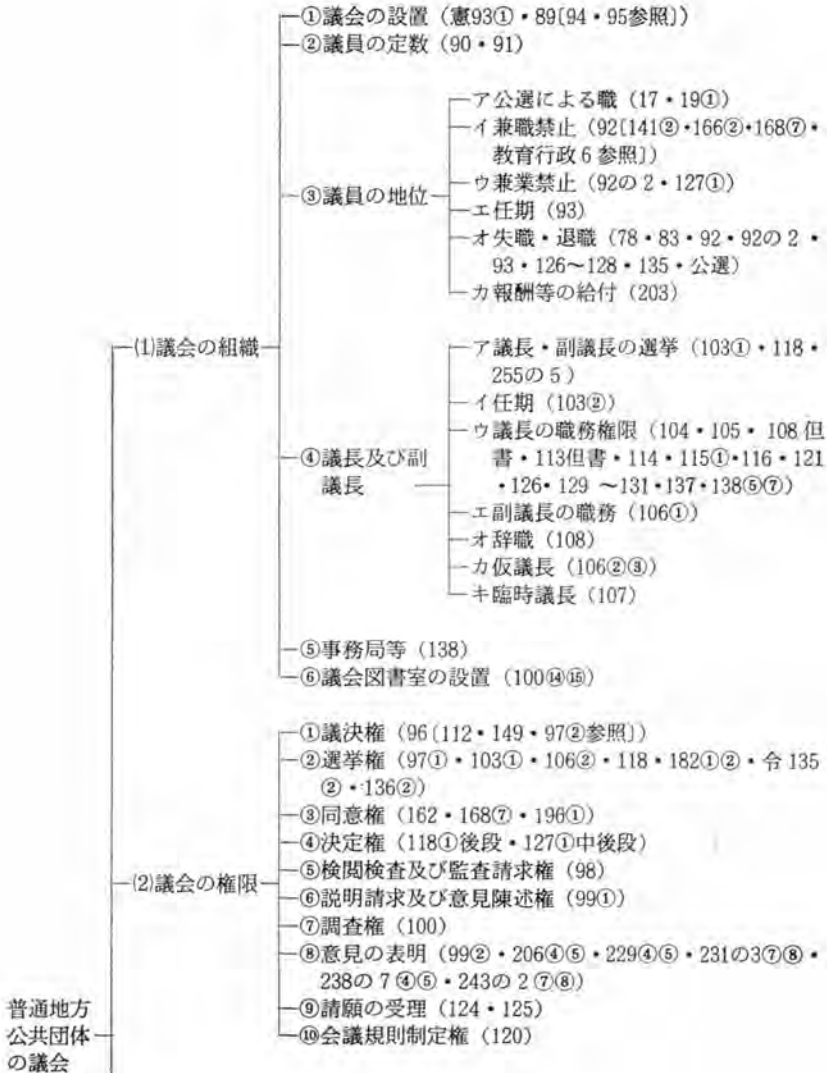 ①議会の設置（憲93①・89〔94・95参照〕）
②議員の定数（90・91）
③議員の地位
ア公選による職（17・19①）
イ兼職禁止（92〔141②・166②・168⑦・
教育行政6参照〕）
ウ兼業禁止（92の2・127①）
エ任期（93）
オ失職・退職（78・83・92・92の2・
93・126～128・135・公選）
カ報酬等の給付（203）
(1)議会の組織
④議長及び副
議長
ア議長・副議長の選挙（103①・118・
255の5）
イ任期（103②）
ウ議長の職務権限（104・105・108但
書・113但書・114・115①・116・121
・126・129～131・137・138⑤⑦）
エ副議長の職務（106①）
オ辞職（108）
カ仮議長（106②③）
キ臨時議長（107）
⑤事務局等（138）
⑥議会図書室の設置（100⑭⑮）
(2)議会の権限
①議決権（96〔112・149・97②参照〕）
②選挙権（97①・103①・106②・118・182①②・令135
②・136②）
③同意権（162・168⑦・196①）
④決定権（118①後段・127①中後段）
⑤検閲検査及び監査請求権（98）
⑥説明請求及び意見陳述権（99①）
⑦調査権（100）
⑧意見の表明（99②・206④⑤・229④⑤・231の3⑦⑧・
238の7④⑤・243の2⑦⑧）
⑨請願の受理（124・125）
⑩会議規則制定権（120）
普通地方
公共団体
の議会